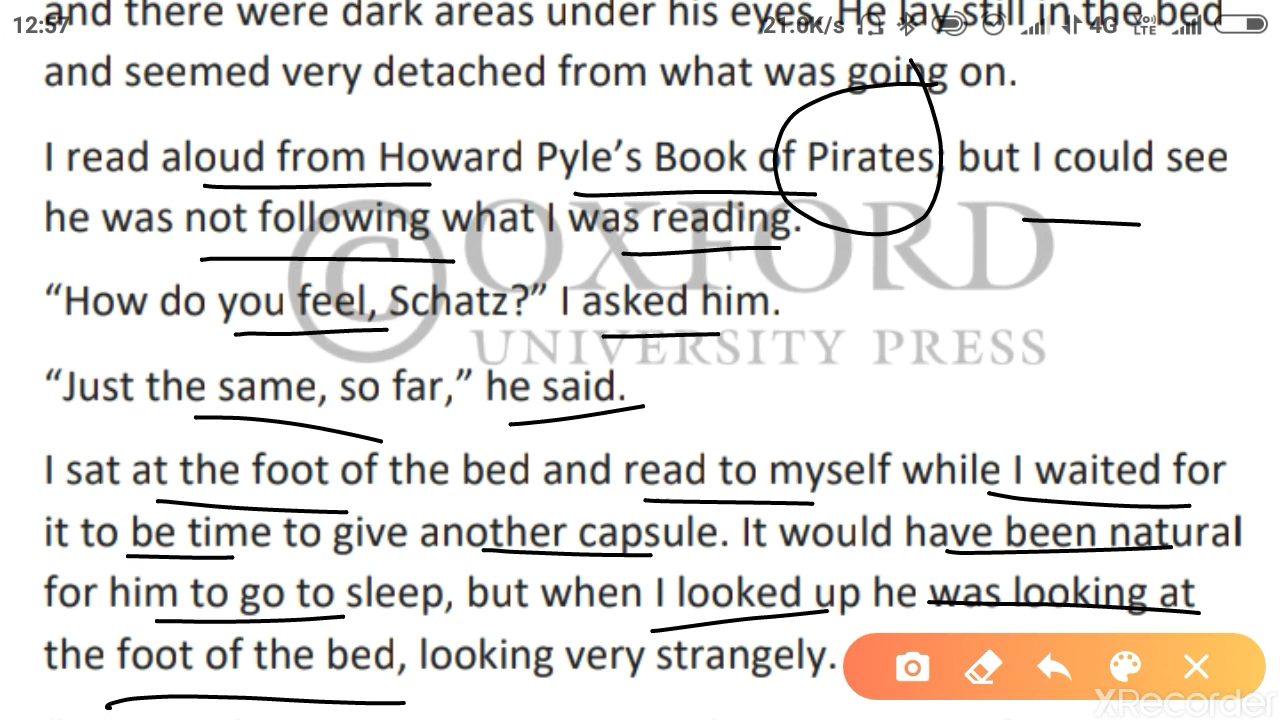 and there were dark areas under his eyes. He lay still in the bed
12:57 21.0K/s 4G Vo) LTE
and seemed very detached from what was going on.
I read aloud from Howard Pyle’s Book of Pirates, but I could see
he was not following what I was reading.
© OXFORD
UNIVERSITY PRESS
“How do you feel, Schatz?” I asked him.
“Just the same, so far,” he said.
I sat at the foot of the bed and read to myself while I waited for
it to be time to give another capsule. It would have been natural
for him to go to sleep, but when I looked up he was looking at
the foot of the bed, looking very strangely.
XRecorder